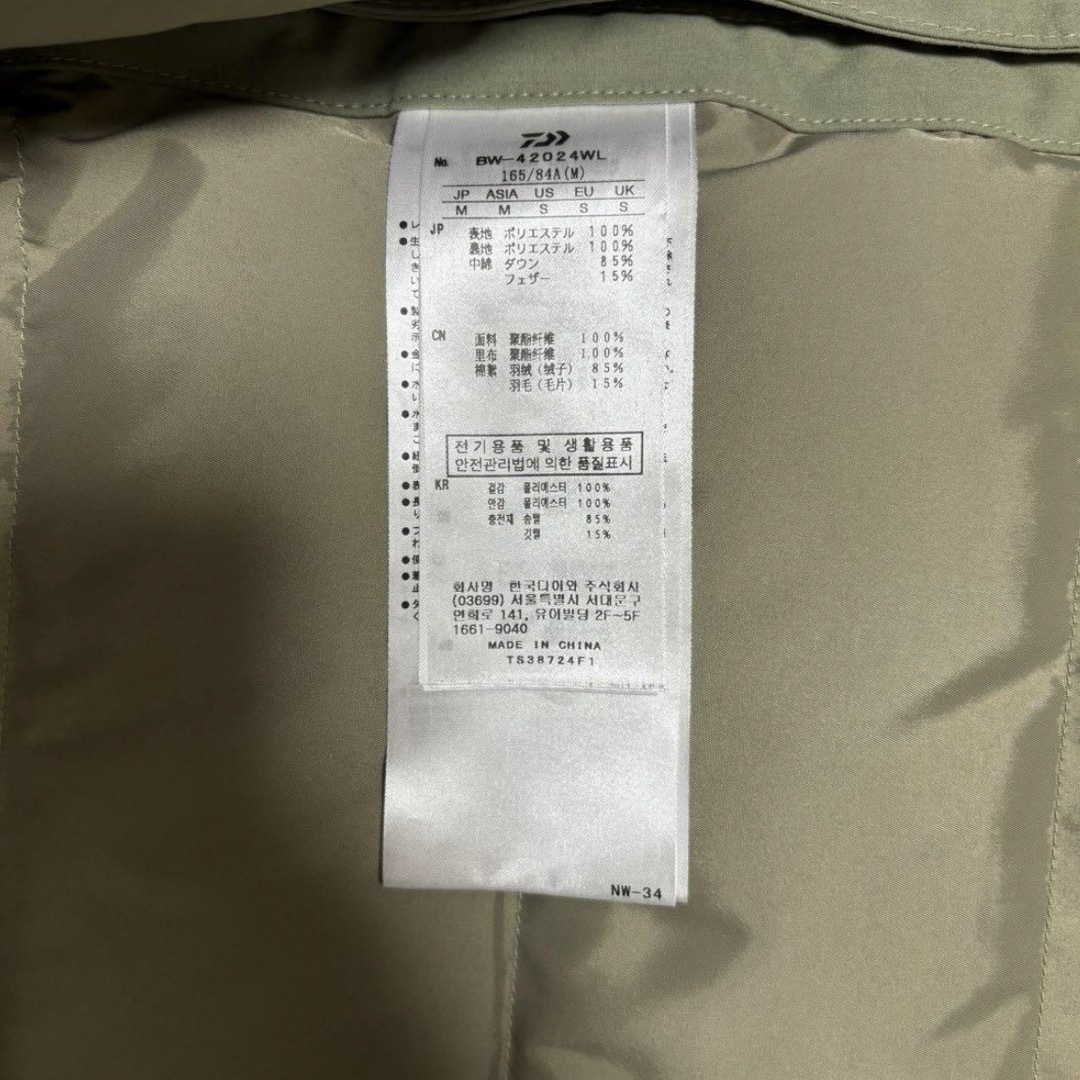 No. BW-42024WL
165/84A(M)
JP ASIA US EU UK
M M S S S
JP 表地 ポリエステル 100%
裏地 ポリエステル 100%
中綿 ダウン 85%
フェザー 15%
CN 面料 聚酯纤维 100%
里布 聚酯纤维 100%
棉絮 羽绒(绒子) 85%
羽毛(毛片) 15%
전기용품 및 생활용품
안전관리법에 의한 품질표시
KR 겉감 폴리에스터 100%
안감 폴리에스터 100%
충전재 솜털 85%
깃털 15%
회사명 한국다이와 주식회사
(03699) 서울특별시 서대문구
연희로 141, 유어빌딩 2F~5F
1661-9040
MADE IN CHINA
TS38724F1
NW-34